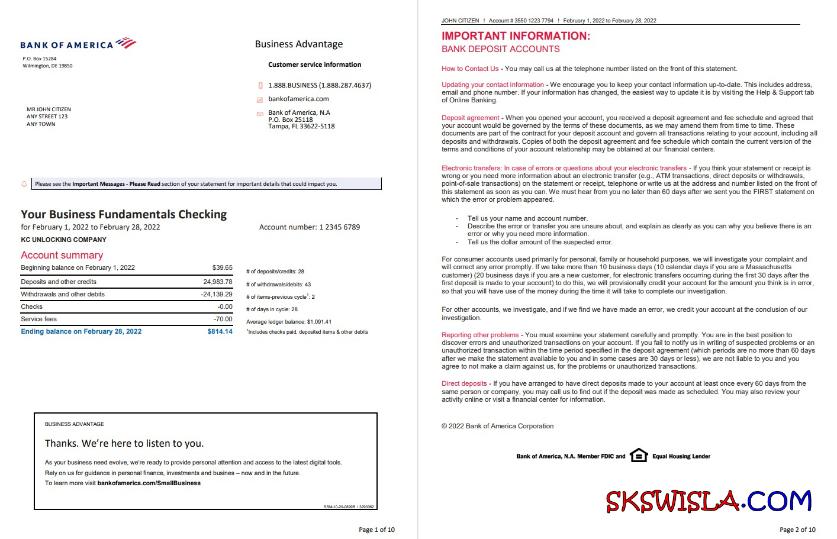 BANK OF AMERICA
P.O. Box 15284
Wilmington, DE 19850
Business Advantage
Customer service information
1.888.BUSINESS (1.888.287.4637)
bankofamerica.com
Bank of America, N.A
P.O. Box 25118
Tampa, FL 33622-5118
MR JOHN CITIZEN
ANY STREET 123
ANY TOWN
Please see the Important Messages - Please Read section of your statement for important details that could impact you.
Your Business Fundamentals Checking
for February 1, 2022 to February 28, 2022
Account number: 1 2345 6789
KC UNLOCKING COMPANY
Account summary
Beginning balance on February 1, 2022 $39.65
Deposits and other credits 24,983.78
Withdrawals and other debits -24,139.29
Checks -0.00
Service fees -70.00
Ending balance on February 28, 2022 $814.14
# of deposits/credits: 28
# of withdrawals/debits: 43
# of items-previous cycle¹: 2
# of days in cycle: 28
Average ledger balance: $1,091.41
¹Includes checks paid, deposited items & other debits
BUSINESS ADVANTAGE
Thanks. We're here to listen to you.
As your business need evolve, we're ready to provide personal attention and access to the latest digital tools.
Rely on us for guidance in personal finance, investments and busines – now and in the future.
To learn more visit bankofamerica.com/SmallBusiness
Page 1 of 10
JOHN CITIZEN ! Account # 3550 1223 7794 ! February 1, 2022 to February 28, 2022
IMPORTANT INFORMATION:
BANK DEPOSIT ACCOUNTS
How to Contact Us - You may call us at the telephone number listed on the front of this statement.
Updating your contact information - We encourage you to keep your contact information up-to-date. This includes address,
email and phone number. If your information has changed, the easiest way to update it is by visiting the Help & Support tab
of Online Banking.
Deposit agreement - When you opened your account, you received a deposit agreement and fee schedule and agreed that
your account would be governed by the terms of these documents, as we may amend them from time to time. These
documents are part of the contract for your deposit account and govern all transactions relating to your account, including all
deposits and withdrawals. Copies of both the deposit agreement and fee schedule which contain the current version of the
terms and conditions of your account relationship may be obtained at our financial centers.
Electronic transfers: In case of errors or questions about your electronic transfers - If you think your statement or receipt is
wrong or you need more information about an electronic transfer (e.g., ATM transactions, direct deposits or withdrawals,
point-of-sale transactions) on the statement or receipt, telephone or write us at the address and number listed on the front of
this statement as soon as you can. We must hear from you no later than 60 days after we sent you the FIRST statement on
which the error or problem appeared.
- Tell us your name and account number.
- Describe the error or transfer you are unsure about, and explain as clearly as you can why you believe there is an
error or why you need more information.
- Tell us the dollar amount of the suspected error.
For consumer accounts used primarily for personal, family or household purposes, we will investigate your complaint and
will correct any error promptly. If we take more than 10 business days (10 calendar days if you are a Massachusetts
customer) (20 business days if you are a new customer, for electronic transfers occurring during the first 30 days after the
first deposit is made to your account) to do this, we will provisionally credit your account for the amount you think is in error,
so that you will have use of the money during the time it will take to complete our investigation.
For other accounts, we investigate, and if we find we have made an error, we credit your account at the conclusion of our
investigation.
Reporting other problems - You must examine your statement carefully and promptly. You are in the best position to
discover errors and unauthorized transactions on your account. If you fail to notify us in writing of suspected problems or an
unauthorized transaction within the time period specified in the deposit agreement (which periods are no more than 60 days
after we make the statement available to you and in some cases are 30 days or less), we are not liable to you and you
agree to not make a claim against us, for the problems or unauthorized transactions.
Direct deposits - If you have arranged to have direct deposits made to your account at least once every 60 days from the
same person or company, you may call us to find out if the deposit was made as scheduled. You may also review your
activity online or visit a financial center for information.
© 2022 Bank of America Corporation
Bank of America, N.A. Member FDIC and Equal Housing Lender
SKSWISLA.COM
Page 2 of 10